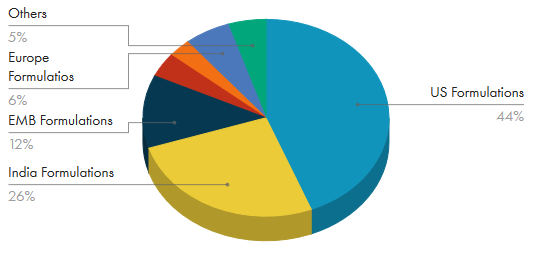 Others
5%
Europe
Formulatios
6%
EMB Formulations
12%
India Formulations
26%
US Formulations
44%